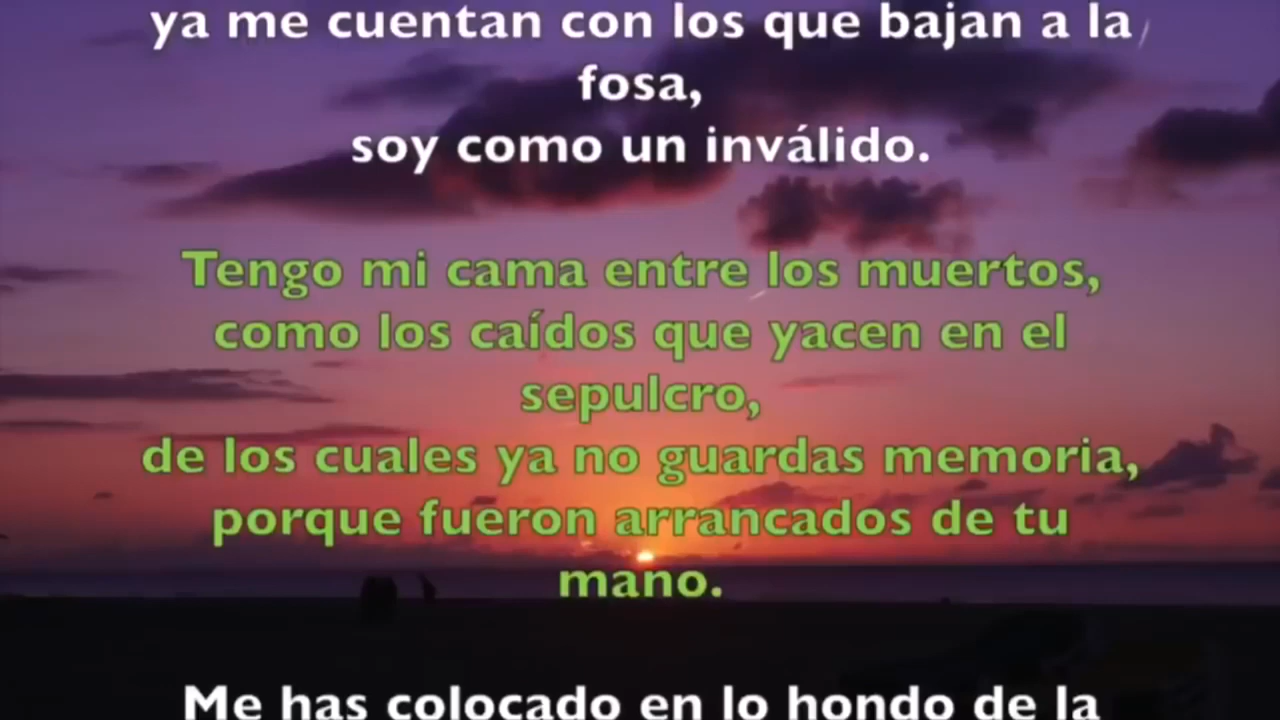 ya me cuentan con los que bajan a la
fosa,
soy como un inválido.
Tengo mi cama entre los muertos,
como los caídos que yacen en el
sepulcro,
de los cuales ya no guardas memoria,
porque fueron arrancados de tu
mano.
Me has colocado en lo hondo de la